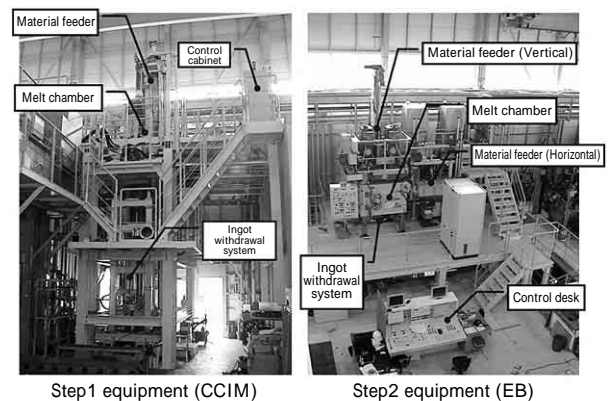 Material feeder
Control
cabinet
Melt chamber
Ingot
withdrawal
system
Step1 equipment (CCIM)
Material feeder (Vertical)
Melt chamber
Material feeder (Horizontal)
Ingot
withdrawal
system
Control desk
Step2 equipment (EB)